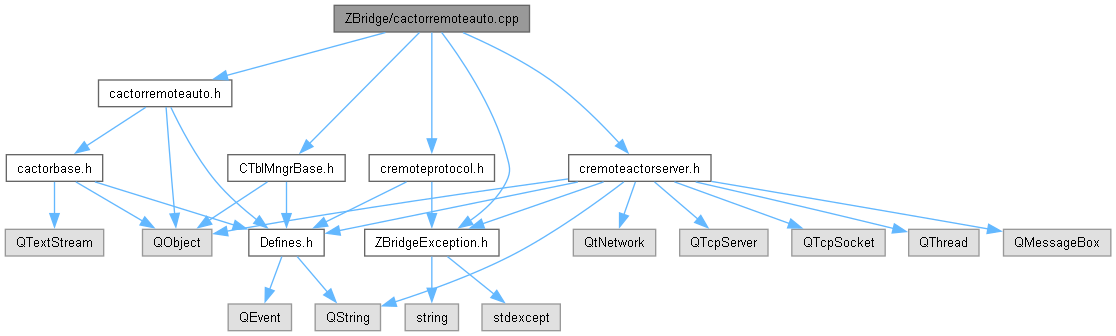 ZBridge/cactorremoteauto.cpp
cactorremoteauto.h
cactorbase.h
CTblMngrBase.h
cremoteprotocol.h
cremoteactorserver.h
QTextStream
QObject
Defines.h
ZBridgeException.h
QtNetwork
QTcpServer
QTcpSocket
QThread
QMessageBox
QEvent
QString
string
stdexcept